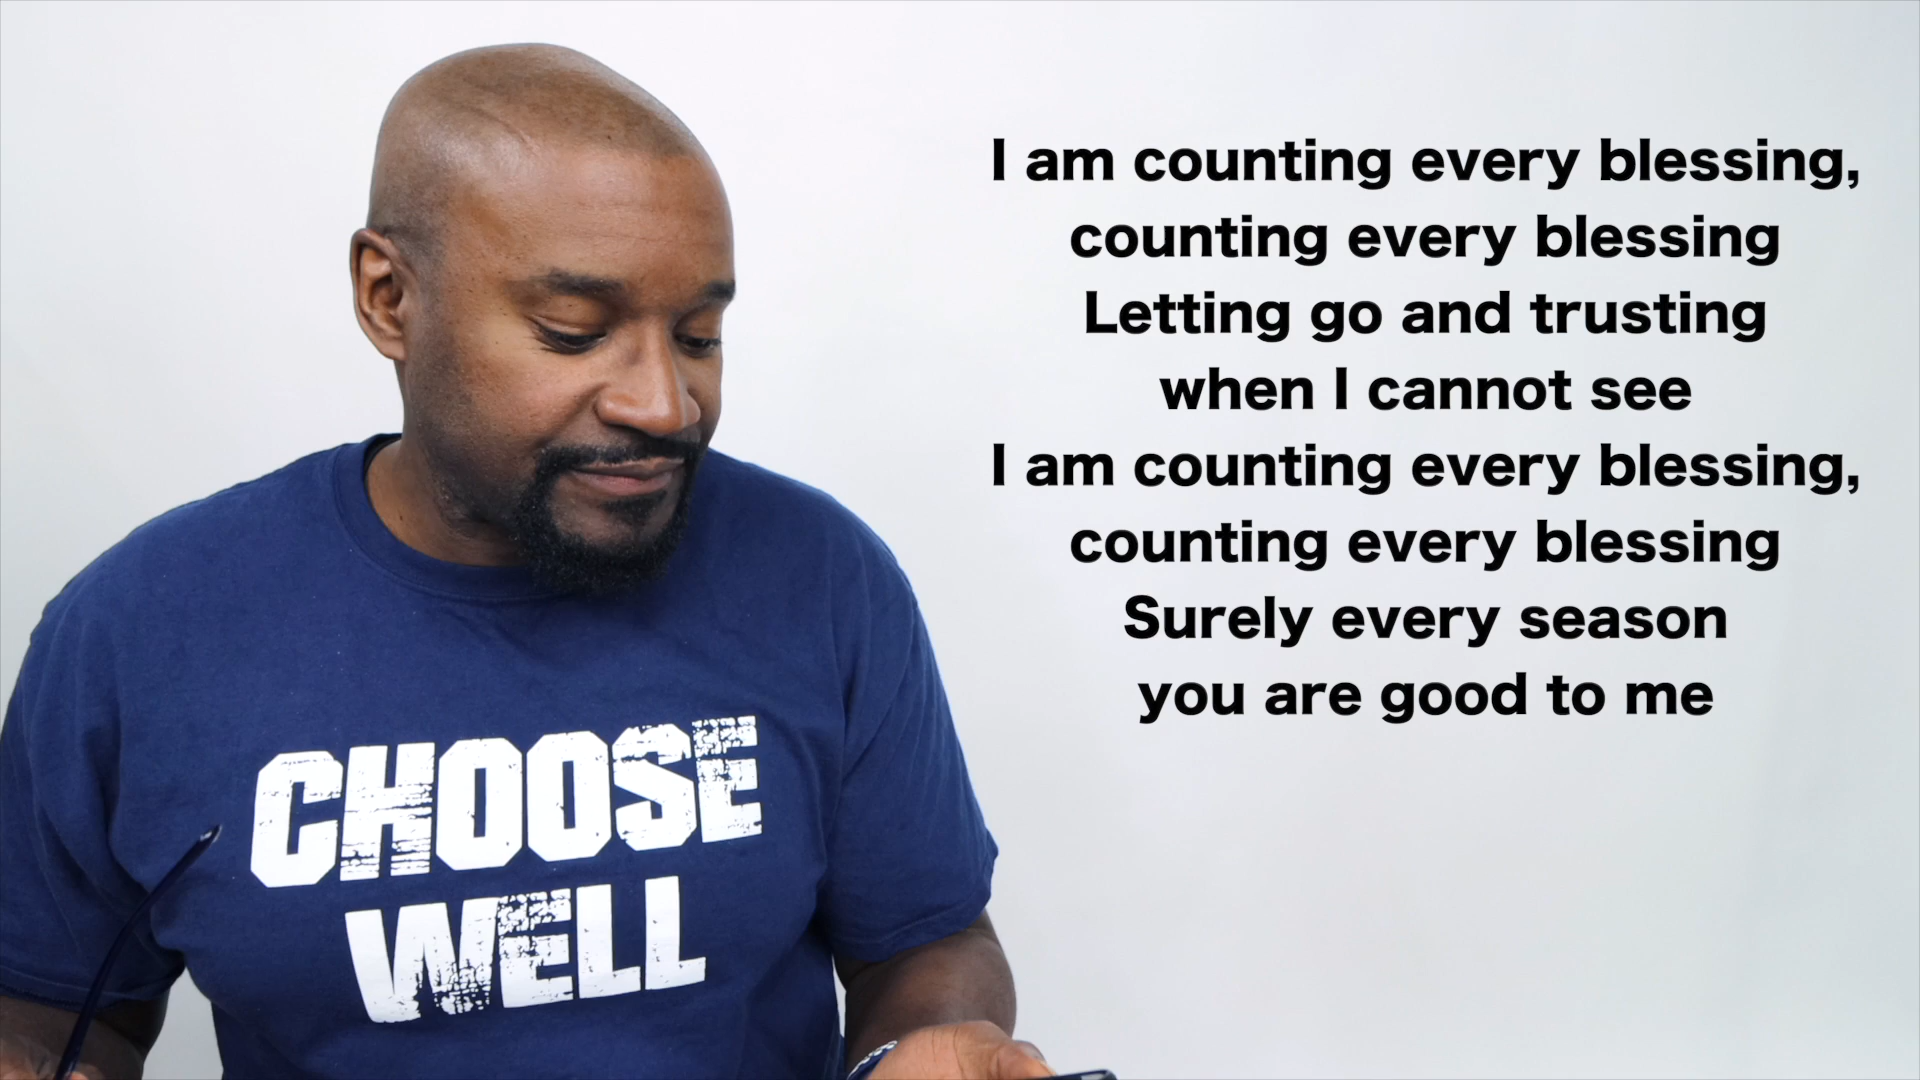 I am counting every blessing,
counting every blessing
Letting go and trusting
when I cannot see
I am counting every blessing,
counting every blessing
Surely every season
you are good to me
CHOOSE
WELL